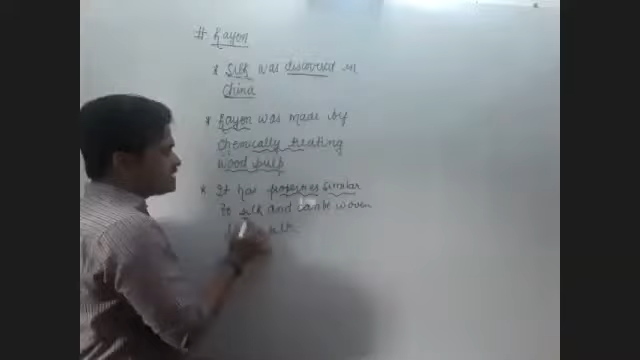 # Rayon
* Silk was discovered in
China
* Rayon was made by
Chemically treating
wood pulp
* It has properties similar
To silk and can be woven
silk